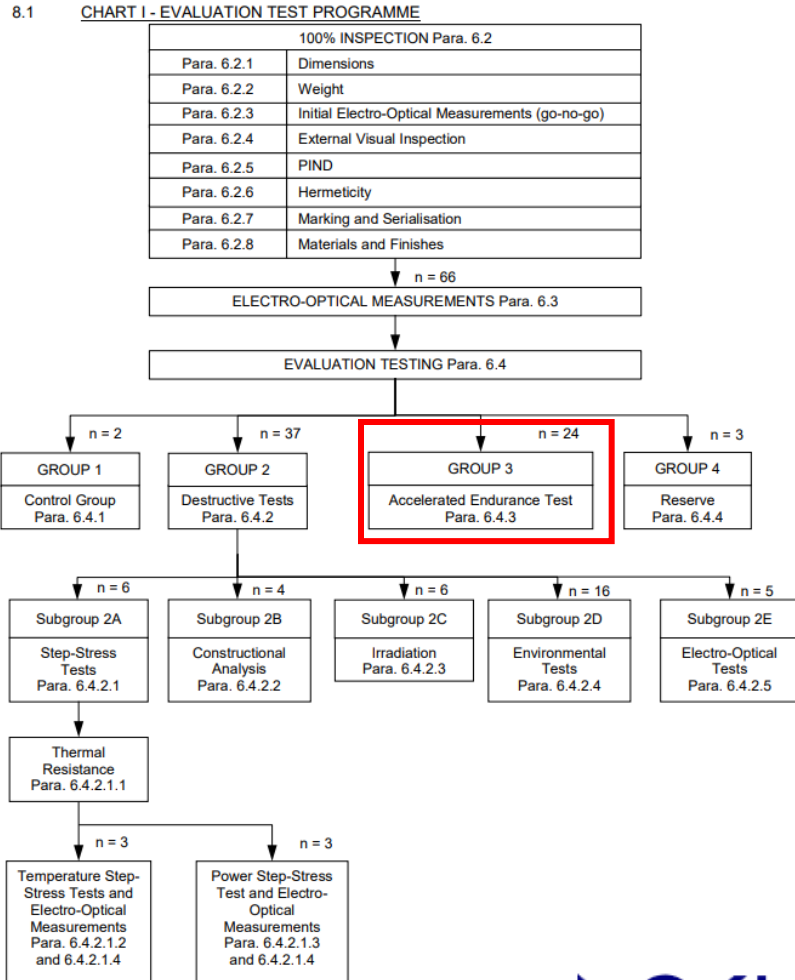 8.1 CHART I - EVALUATION TEST PROGRAMME
100% INSPECTION Para. 6.2
Para. 6.2.1 Dimensions
Para. 6.2.2 Weight
Para. 6.2.3 Initial Electro-Optical Measurements (go-no-go)
Para. 6.2.4 External Visual Inspection
Para. 6.2.5 PIND
Para. 6.2.6 Hermeticity
Para. 6.2.7 Marking and Serialisation
Para. 6.2.8 Materials and Finishes
n = 66
ELECTRO-OPTICAL MEASUREMENTS Para. 6.3
EVALUATION TESTING Para. 6.4
n = 2
GROUP 1
Control Group
Para. 6.4.1
n = 37
GROUP 2
Destructive Tests
Para. 6.4.2
n = 24
GROUP 3
Accelerated Endurance Test
Para. 6.4.3
n = 3
GROUP 4
Reserve
Para. 6.4.4
n = 6
Subgroup 2A
Step-Stress
Tests
Para. 6.4.2.1
n = 4
Subgroup 2B
Constructional
Analysis
Para. 6.4.2.2
n = 6
Subgroup 2C
Irradiation
Para. 6.4.2.3
n = 16
Subgroup 2D
Environmental
Tests
Para. 6.4.2.4
n = 5
Subgroup 2E
Electro-Optical
Tests
Para. 6.4.2.5
Thermal
Resistance
Para. 6.4.2.1.1
n = 3
Temperature Step-
Stress Tests and
Electro-Optical
Measurements
Para. 6.4.2.1.2
and 6.4.2.1.4
n = 3
Power Step-Stress
Test and Electro-
Optical
Measurements
Para. 6.4.2.1.3
and 6.4.2.1.4